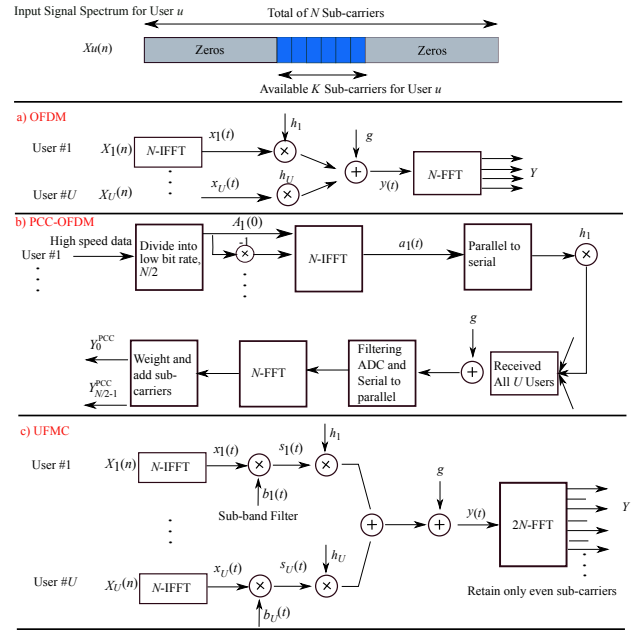 Input Signal Spectrum for User u
Total of N Sub-carriers
Xu(n)
Zeros
Zeros
Available K Sub-carriers for User u
a) OFDM
User #1
X1(n)
N-IFFT
x1(t)
h1
×
g
+
y(t)
N-FFT
Y
User #U
XU(n)
xU(t)
hU
×
b) PCC-OFDM
User #1
High speed data
Divide into
low bit rate,
N/2
A1(0)
-1
×
N-IFFT
a1(t)
Parallel to
serial
h1
×
Y0^PCC
YN/2-1^PCC
Weight and
add sub-
carriers
N-FFT
Filtering
ADC and
Serial to
parallel
g
+
Received
All U Users
c) UFMC
User #1
X1(n)
N-IFFT
x1(t)
×
b1(t)
Sub-band Filter
s1(t)
h1
×
+
g
+
y(t)
2N-FFT
Y
Retain only even sub-carriers
User #U
XU(n)
N-IFFT
xU(t)
×
bU(t)
sU(t)
hU
×